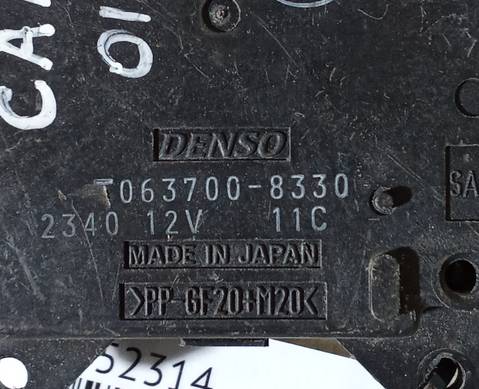 CA
01
DENSO
T063700-8330
2340 12V 11C
SA
MADE IN JAPAN
>PP-GF20+M20<
52314